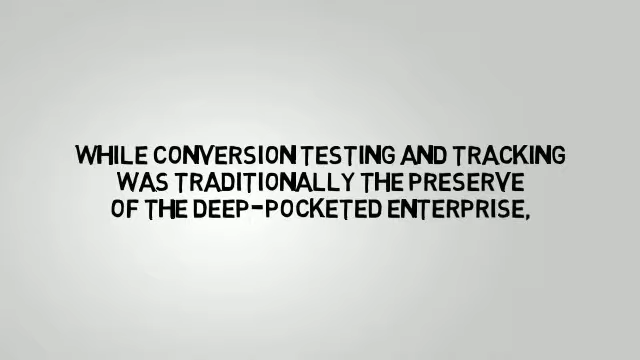 WHILE CONVERSION TESTING AND TRACKING
WAS TRADITIONALLY THE PRESERVE
OF THE DEEP-POCKETED ENTERPRISE,